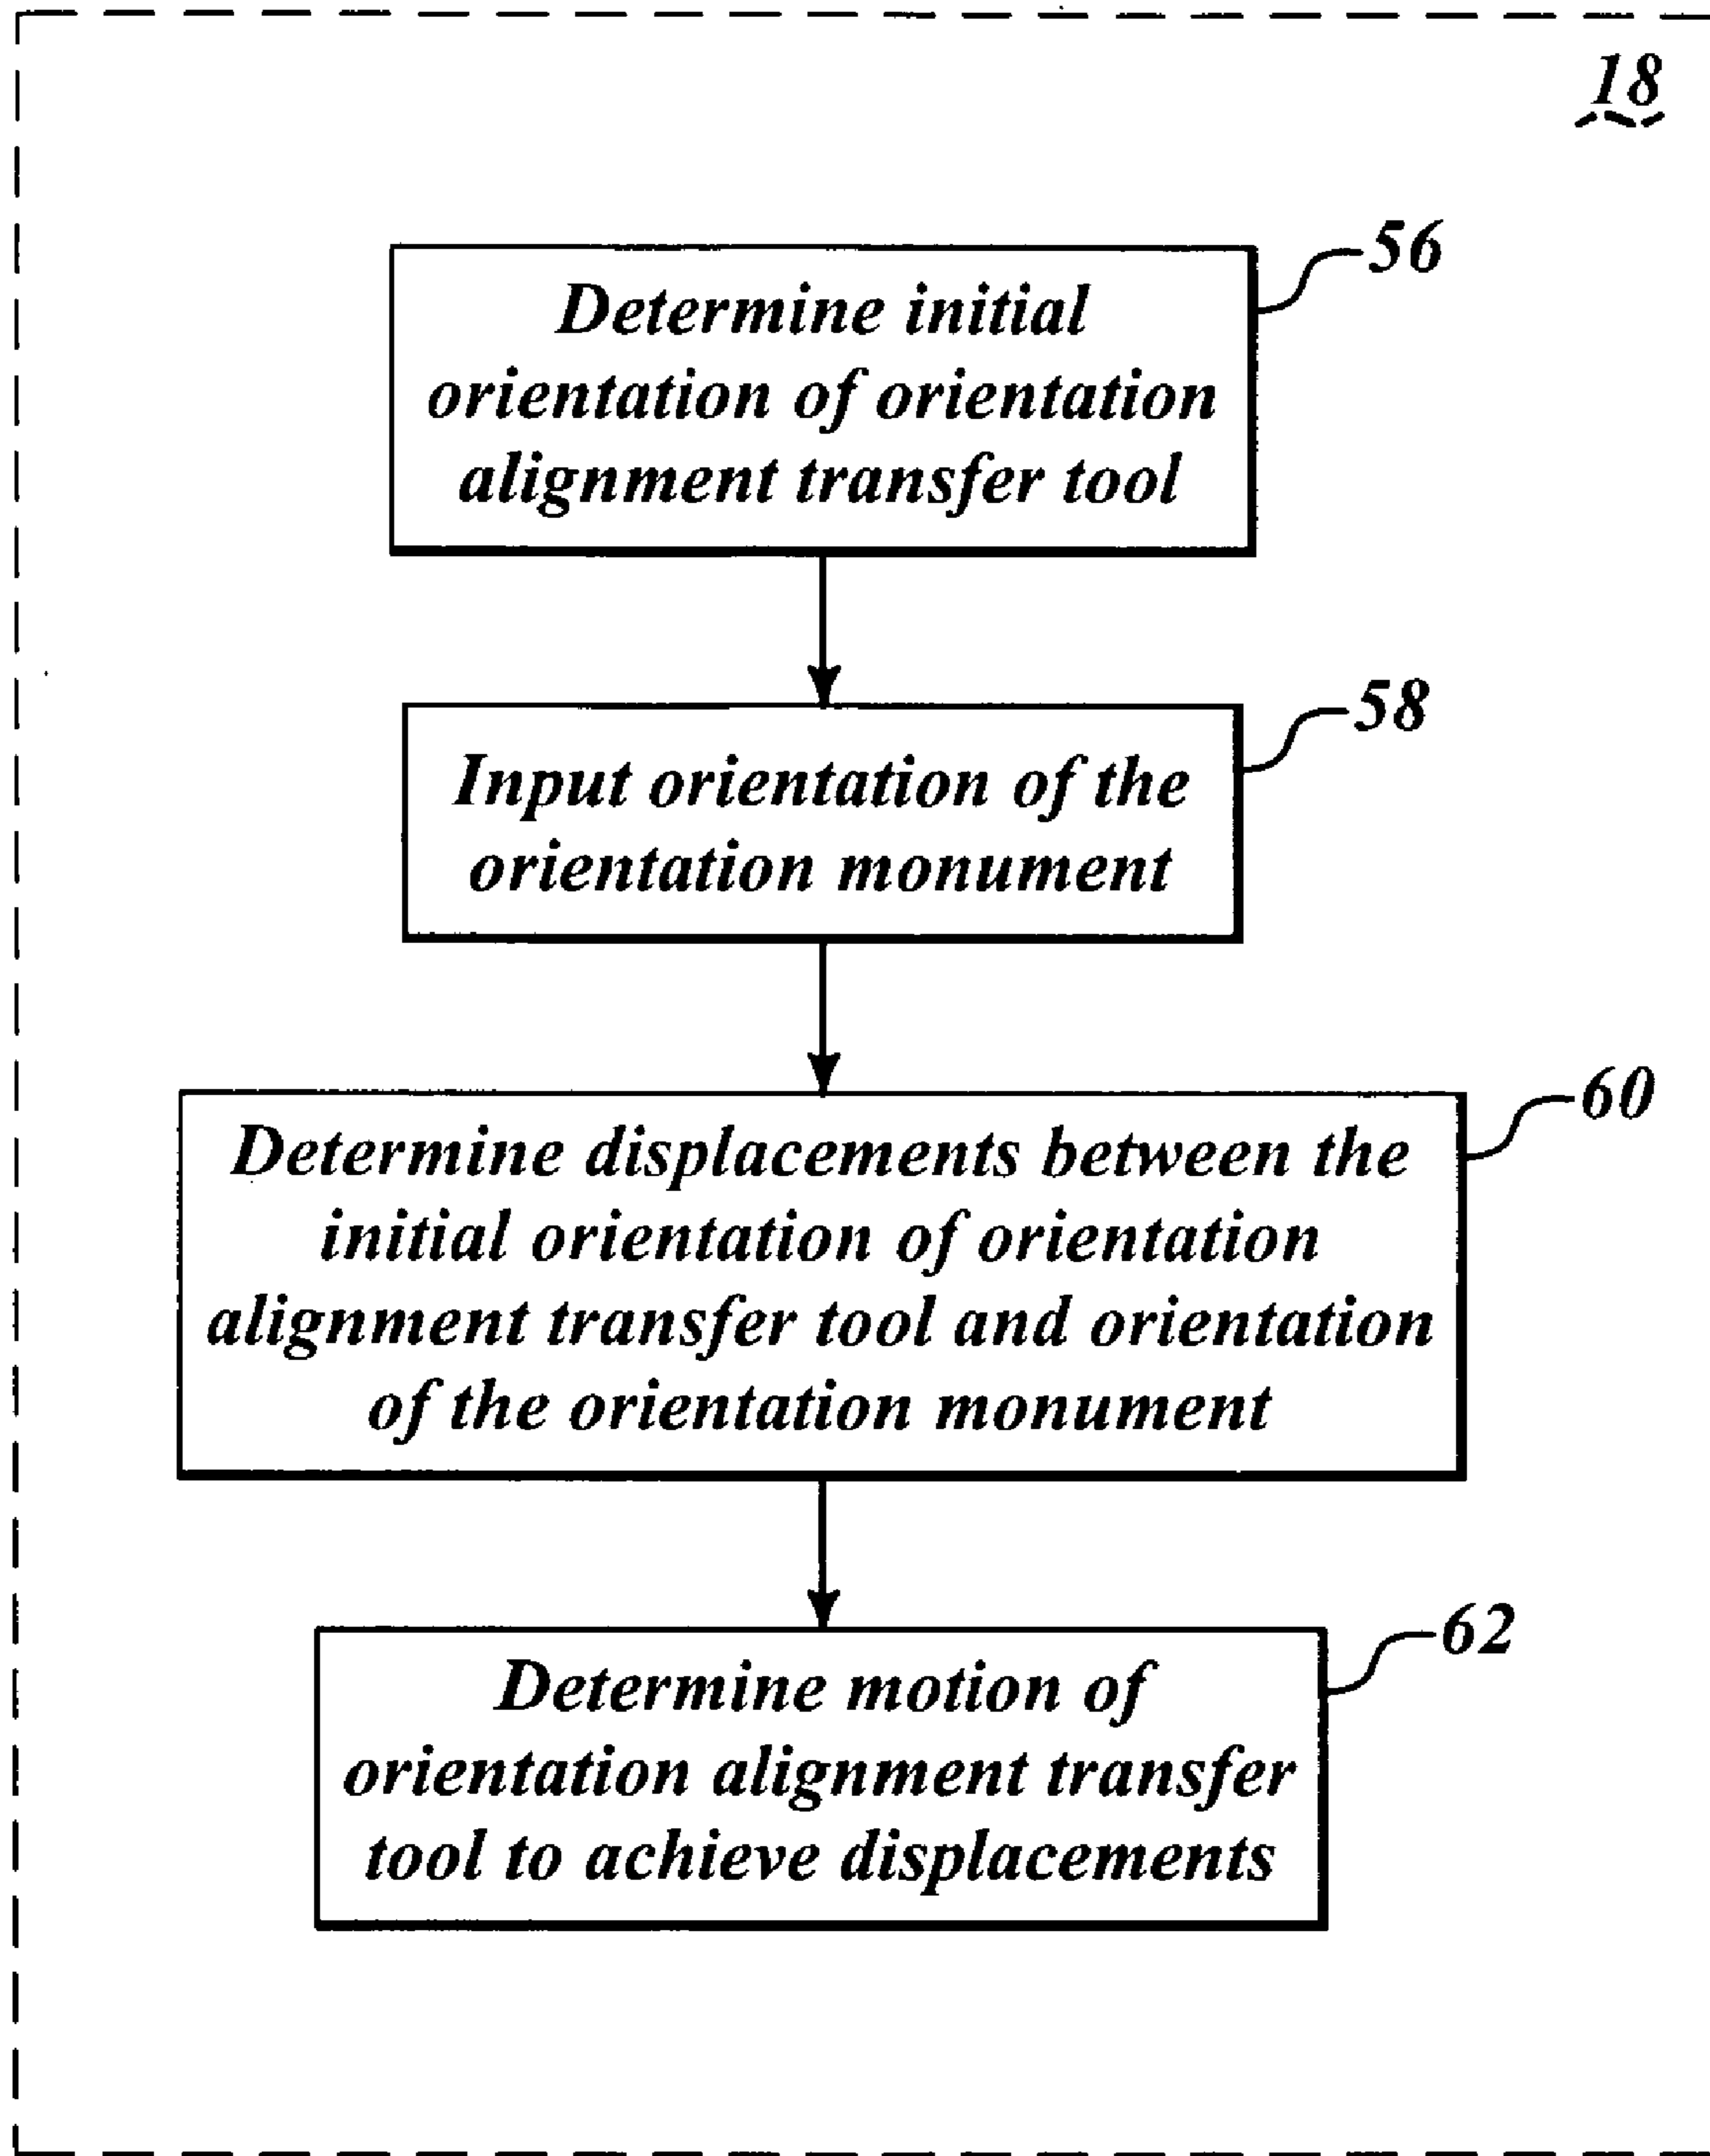 18
56
Determine initial
orientation of orientation
alignment transfer tool
58
Input orientation of the
orientation monument
60
Determine displacements between the
initial orientation of orientation
alignment transfer tool and orientation
of the orientation monument
62
Determine motion of
orientation alignment transfer
tool to achieve displacements